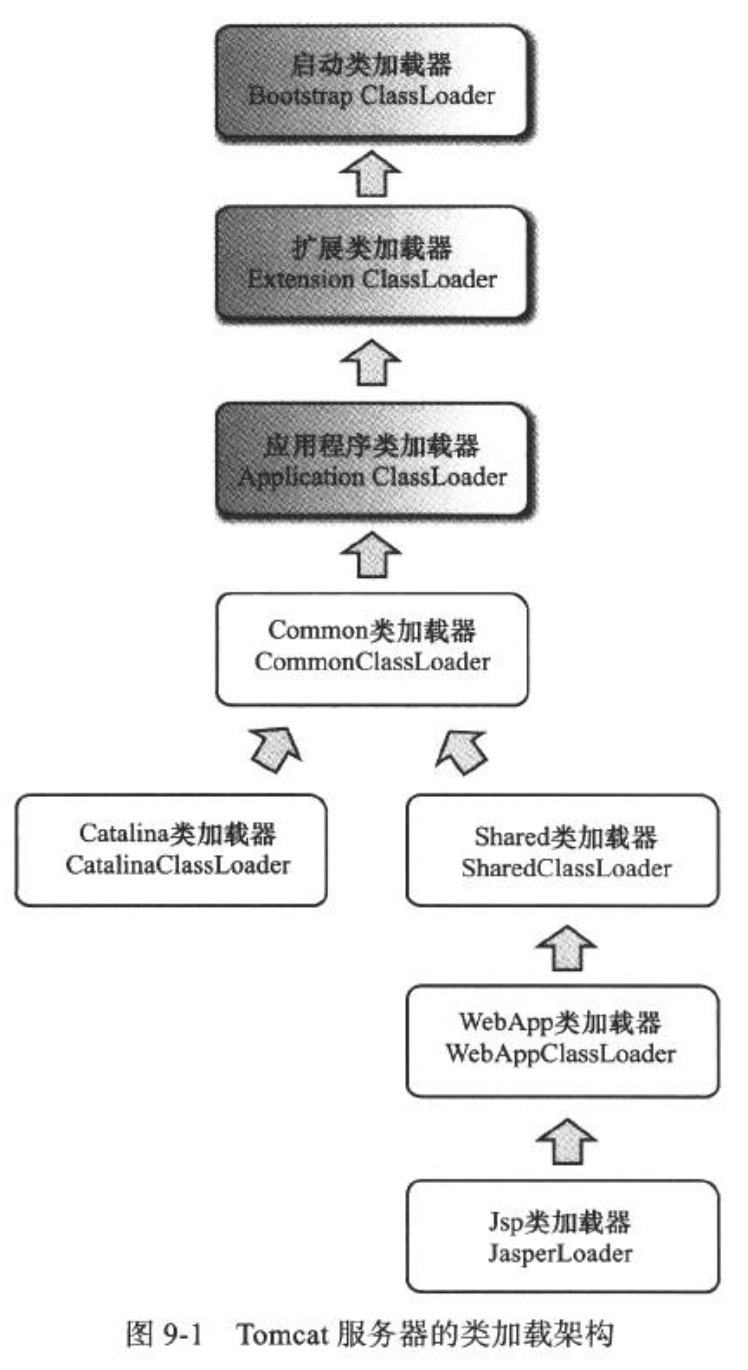 启动类加载器
Bootstrap ClassLoader
扩展类加载器
Extension ClassLoader
应用程序类加载器
Application ClassLoader
Common类加载器
CommonClassLoader
Catalina类加载器
CatalinaClassLoader
Shared类加载器
SharedClassLoader
WebApp类加载器
WebAppClassLoader
Jsp类加载器
JasperLoader
图 9-1 Tomcat 服务器的类加载架构